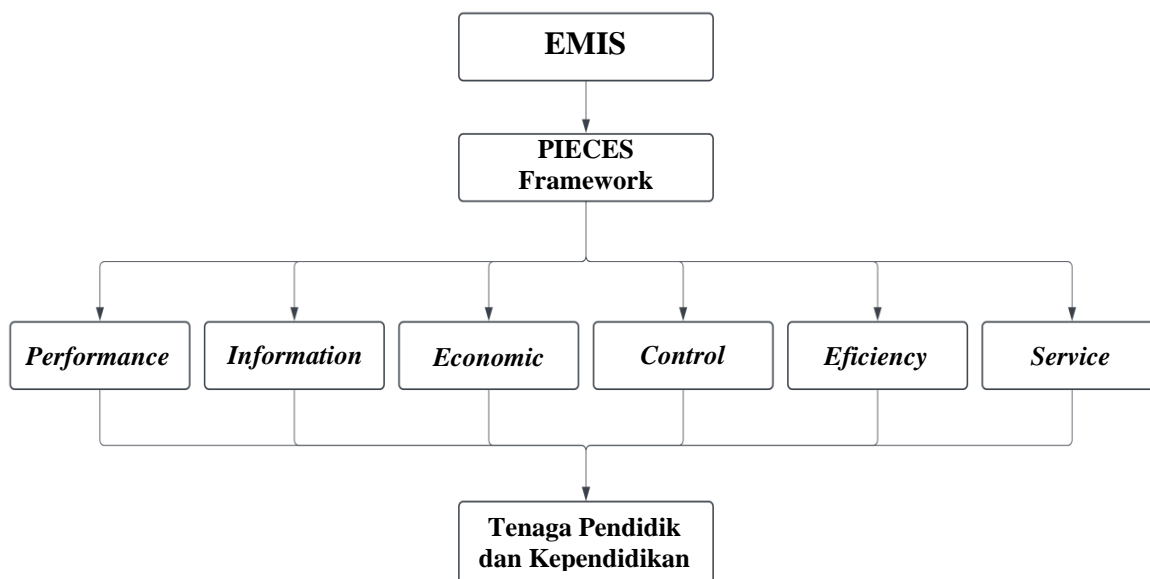 EMIS
PIECES
Framework
Performance
Information
Economic
Control
Eficiency
Service
Tenaga Pendidik
dan Kependidikan